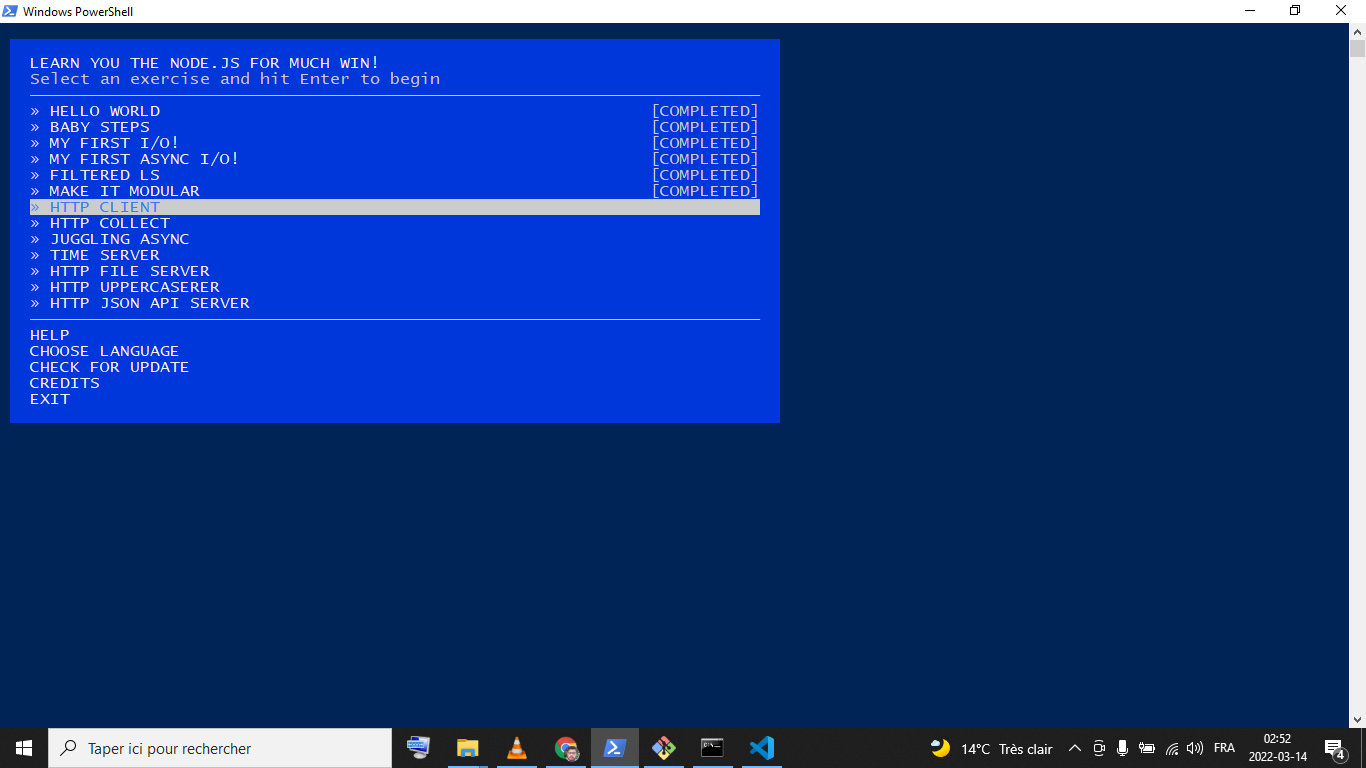 Windows PowerShell
LEARN YOU THE NODE.JS FOR MUCH WIN!
Select an exercise and hit Enter to begin
» HELLO WORLD [COMPLETED]
» BABY STEPS [COMPLETED]
» MY FIRST I/O! [COMPLETED]
» MY FIRST ASYNC I/O! [COMPLETED]
» FILTERED LS [COMPLETED]
» MAKE IT MODULAR [COMPLETED]
» HTTP CLIENT
» HTTP COLLECT
» JUGGLING ASYNC
» TIME SERVER
» HTTP FILE SERVER
» HTTP UPPERCASERER
» HTTP JSON API SERVER
HELP
CHOOSE LANGUAGE
CHECK FOR UPDATE
CREDITS
EXIT
Taper ici pour rechercher
14°C Très clair
FRA
02:52
2022-03-14
4